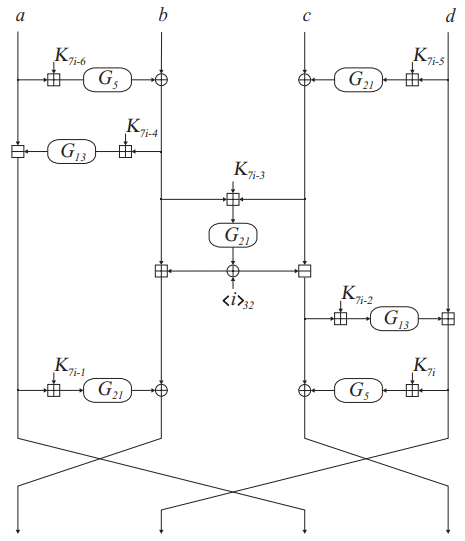 a b c d
K7i-6 K7i-5
G5 G21
K7i-4
G13
K7i-3
G21
<i>32
K7i-2
G13
K7i-1 K7i
G21 G5